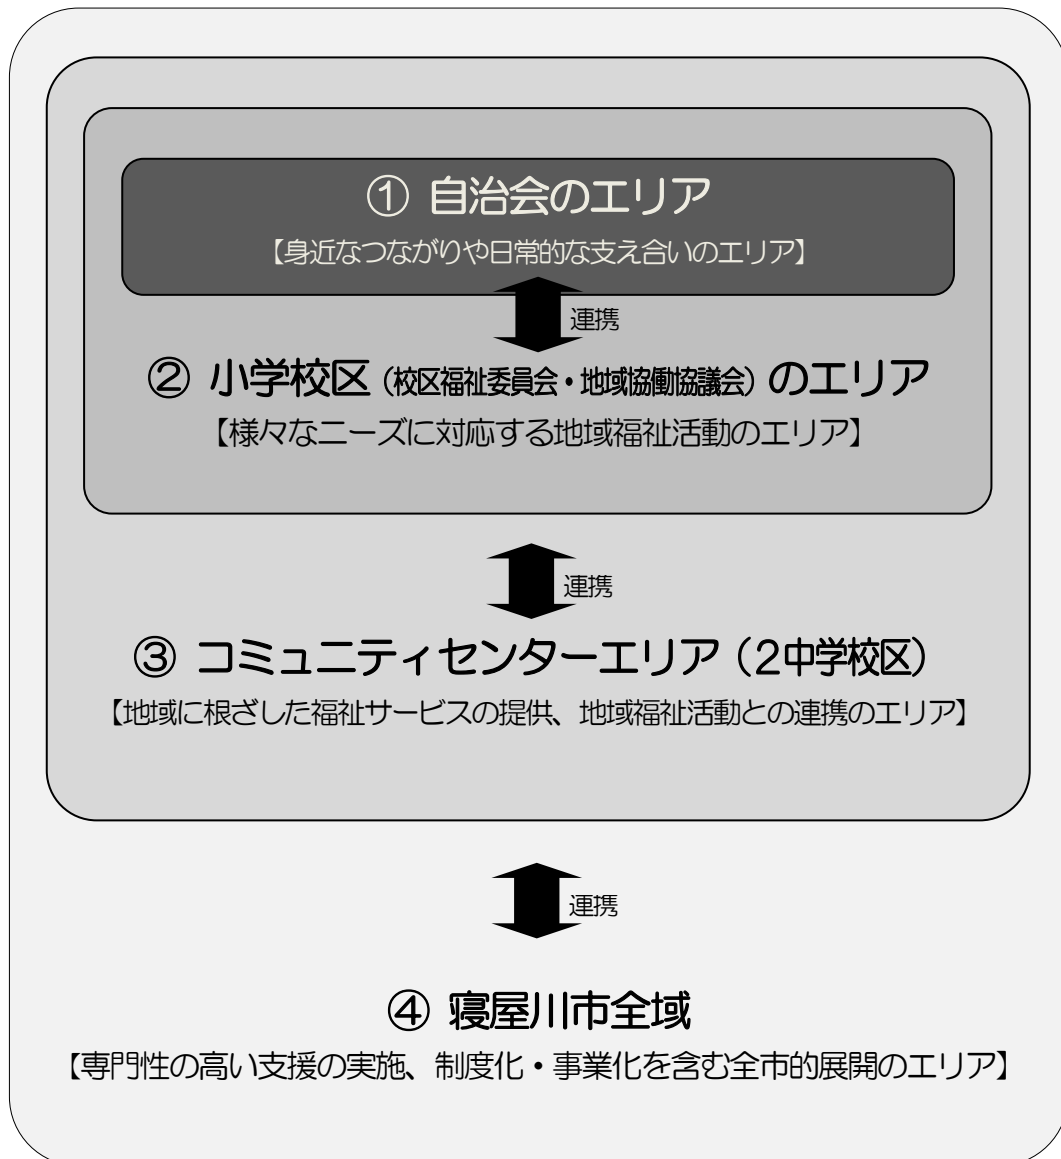 ① 自治会のエリア
【身近なつながりや日常的な支え合いのエリア】
連携
② 小学校区(校区福祉委員会・地域協働協議会)のエリア
【様々なニーズに対応する地域福祉活動のエリア】
連携
③ コミュニティセンターエリア(2中学校区)
【地域に根ざした福祉サービスの提供、地域福祉活動との連携のエリア】
連携
④ 寝屋川市全域
【専門性の高い支援の実施、制度化・事業化を含む全市的展開のエリア】